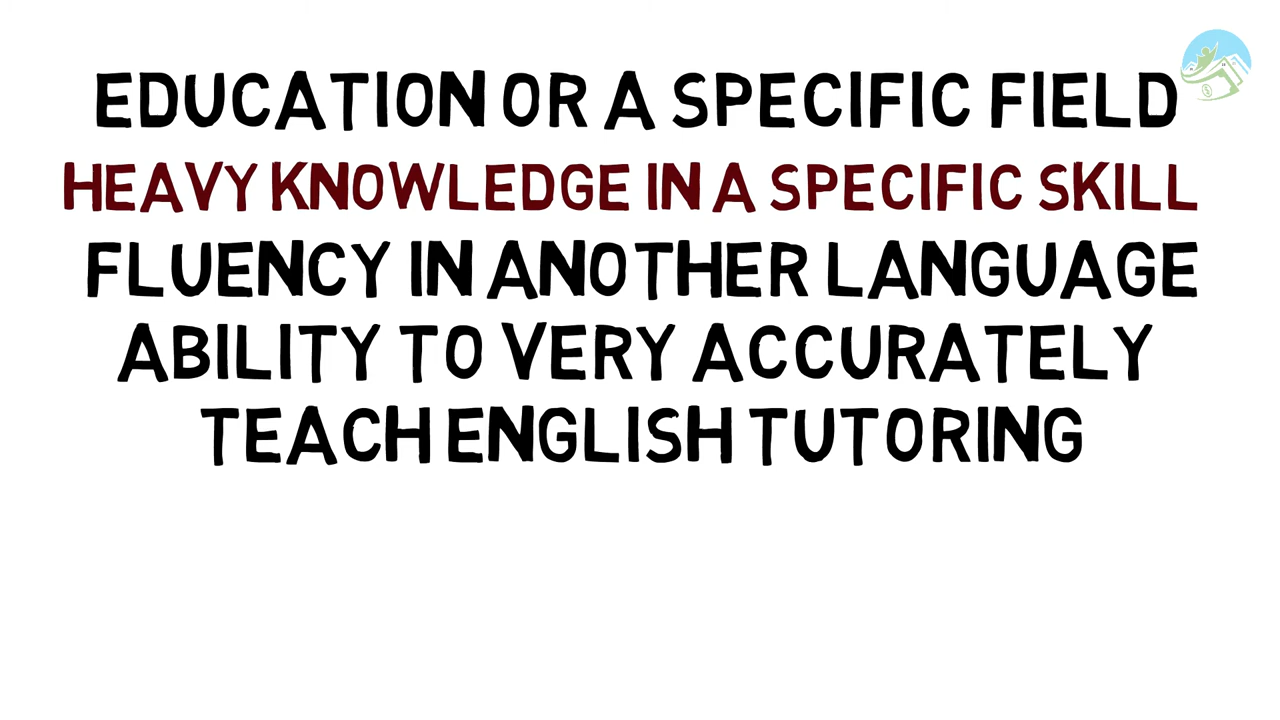 EDUCATION OR A SPECIFIC FIELD
HEAVY KNOWLEDGE IN A SPECIFIC SKILL
FLUENCY IN ANOTHER LANGUAGE
ABILITY TO VERY ACCURATELY
TEACH ENGLISH TUTORING